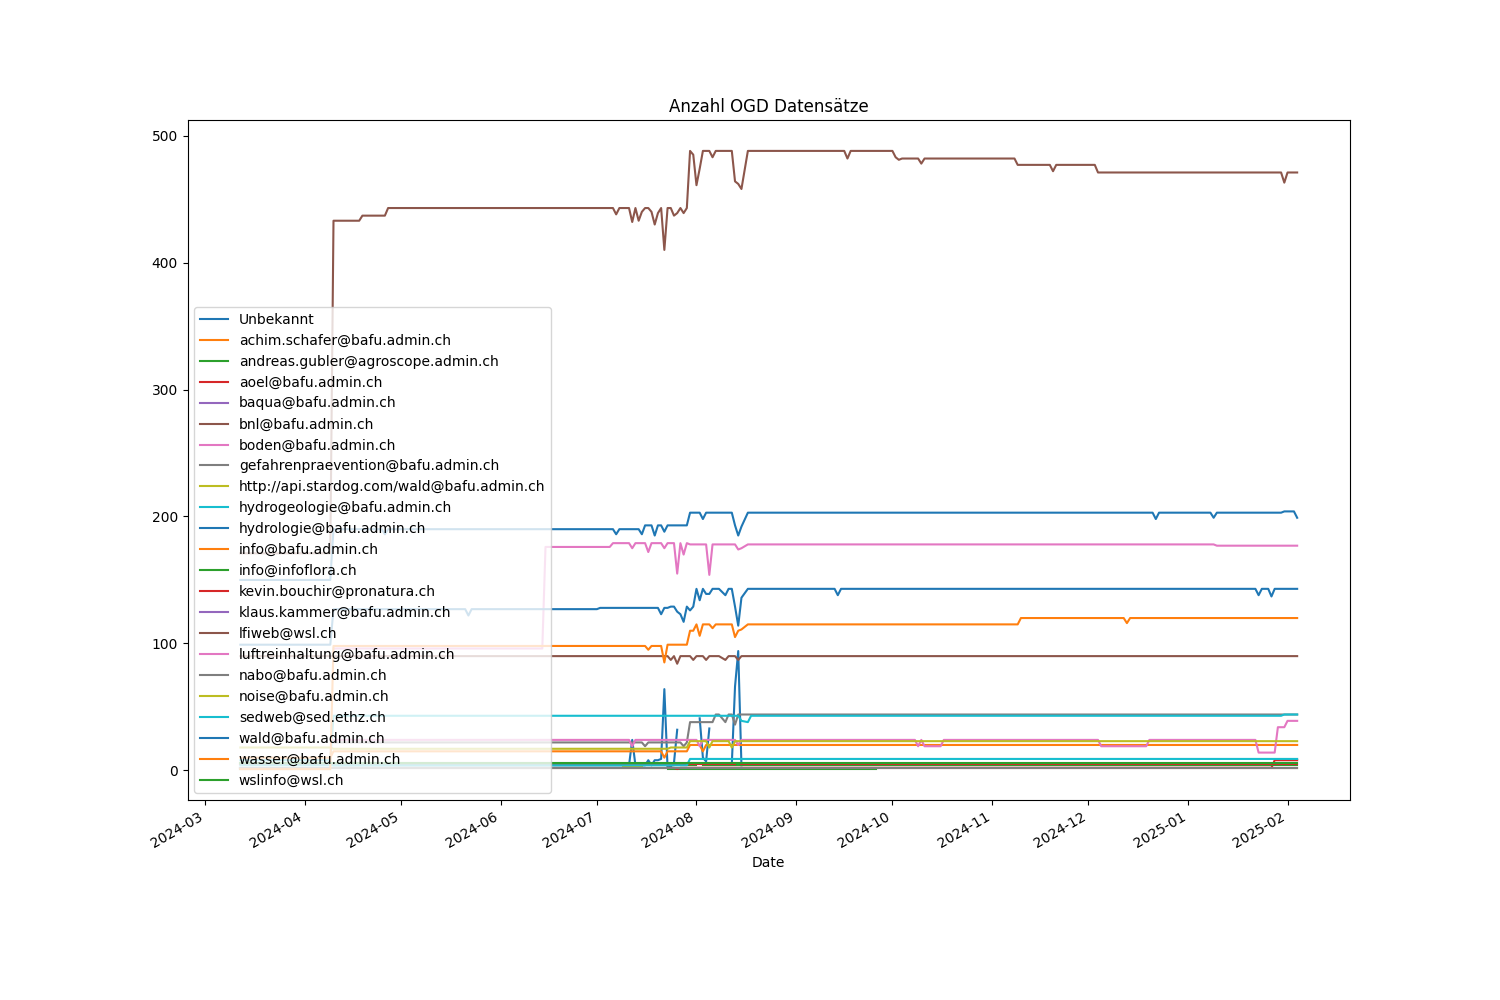 Anzahl OGD Datensätze
500
400
300
200
100
0
Unbekannt
achim.schafer@bafu.admin.ch
andreas.gubler@agroscope.admin.ch
aoel@bafu.admin.ch
baqua@bafu.admin.ch
bnl@bafu.admin.ch
boden@bafu.admin.ch
gefahrenpraevention@bafu.admin.ch
http://api.stardog.com/wald@bafu.admin.ch
hydrogeologie@bafu.admin.ch
hydrologie@bafu.admin.ch
info@bafu.admin.ch
info@infoflora.ch
kevin.bouchir@pronatura.ch
klaus.kammer@bafu.admin.ch
lfiweb@wsl.ch
luftreinhaltung@bafu.admin.ch
nabo@bafu.admin.ch
noise@bafu.admin.ch
sedweb@sed.ethz.ch
wald@bafu.admin.ch
wasser@bafu.admin.ch
wslinfo@wsl.ch
2024-03
2024-04
2024-05
2024-06
2024-07
2024-08
2024-09
2024-10
2024-11
2024-12
2025-01
2025-02
Date